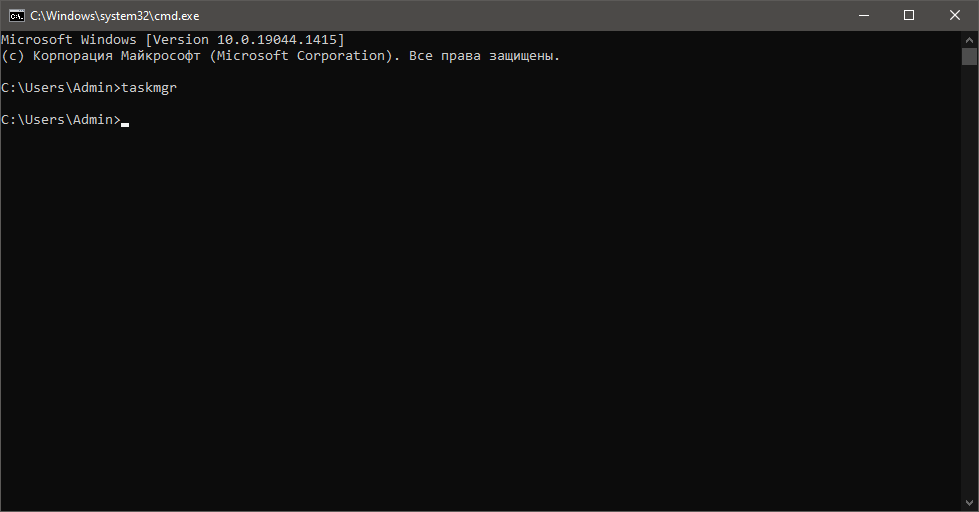 C:\Windows\system32\cmd.exe
Microsoft Windows [Version 10.0.19044.1415]
(c) Корпорация Майкрософт (Microsoft Corporation). Все права защищены.
C:\Users\Admin>taskmgr
C:\Users\Admin>